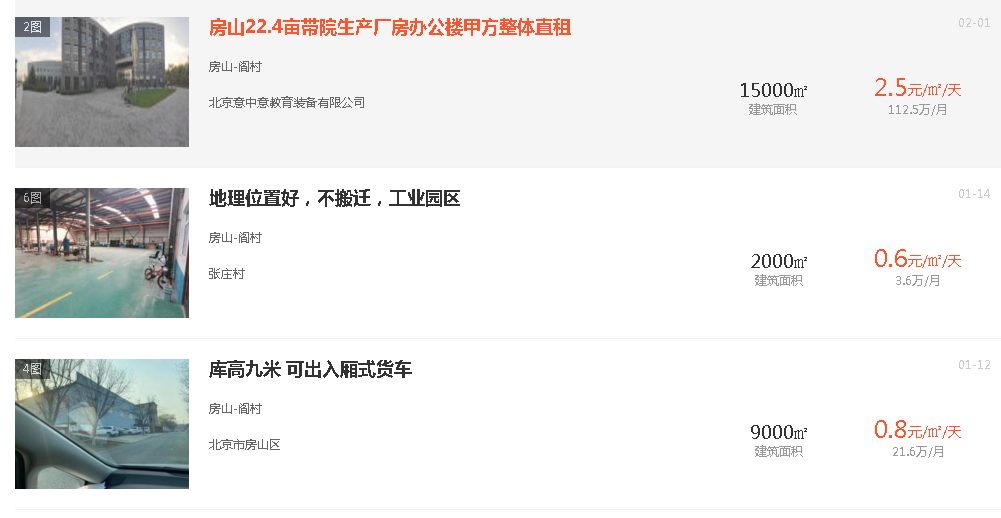 2图
房山22.4亩带院生产厂房办公楼甲方整体直租
02-01
房山-阎村
北京意中意教育装备有限公司
15000㎡
建筑面积
2.5元/㎡/天
112.5万/月
6图
地理位置好，不搬迁，工业园区
01-14
房山-阎村
张庄村
2000㎡
建筑面积
0.6元/㎡/天
3.6万/月
4图
库高九米 可出入厢式货车
01-12
房山-阎村
北京市房山区
9000㎡
建筑面积
0.8元/㎡/天
21.6万/月